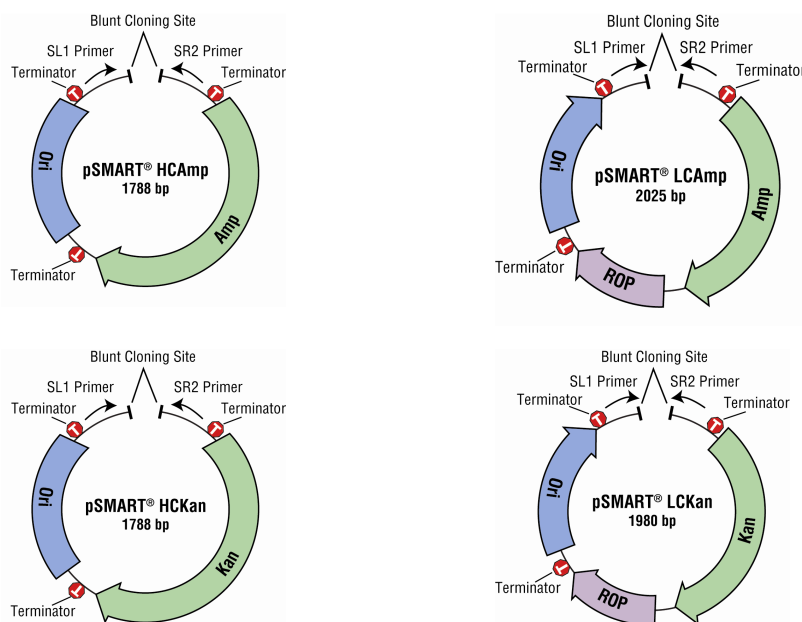 Blunt Cloning Site
SL1 Primer
SR2 Primer
Terminator
Terminator
Ori
pSMART® HCAmp
1788 bp
Amp
Terminator
Blunt Cloning Site
SL1 Primer
SR2 Primer
Terminator
Terminator
Ori
pSMART® LCAmp
2025 bp
Amp
Terminator
ROP
Blunt Cloning Site
SL1 Primer
SR2 Primer
Terminator
Terminator
Ori
pSMART® HCKan
1788 bp
Kan
Terminator
Blunt Cloning Site
SL1 Primer
SR2 Primer
Terminator
Terminator
Ori
pSMART® LCKan
1980 bp
Kan
Terminator
ROP